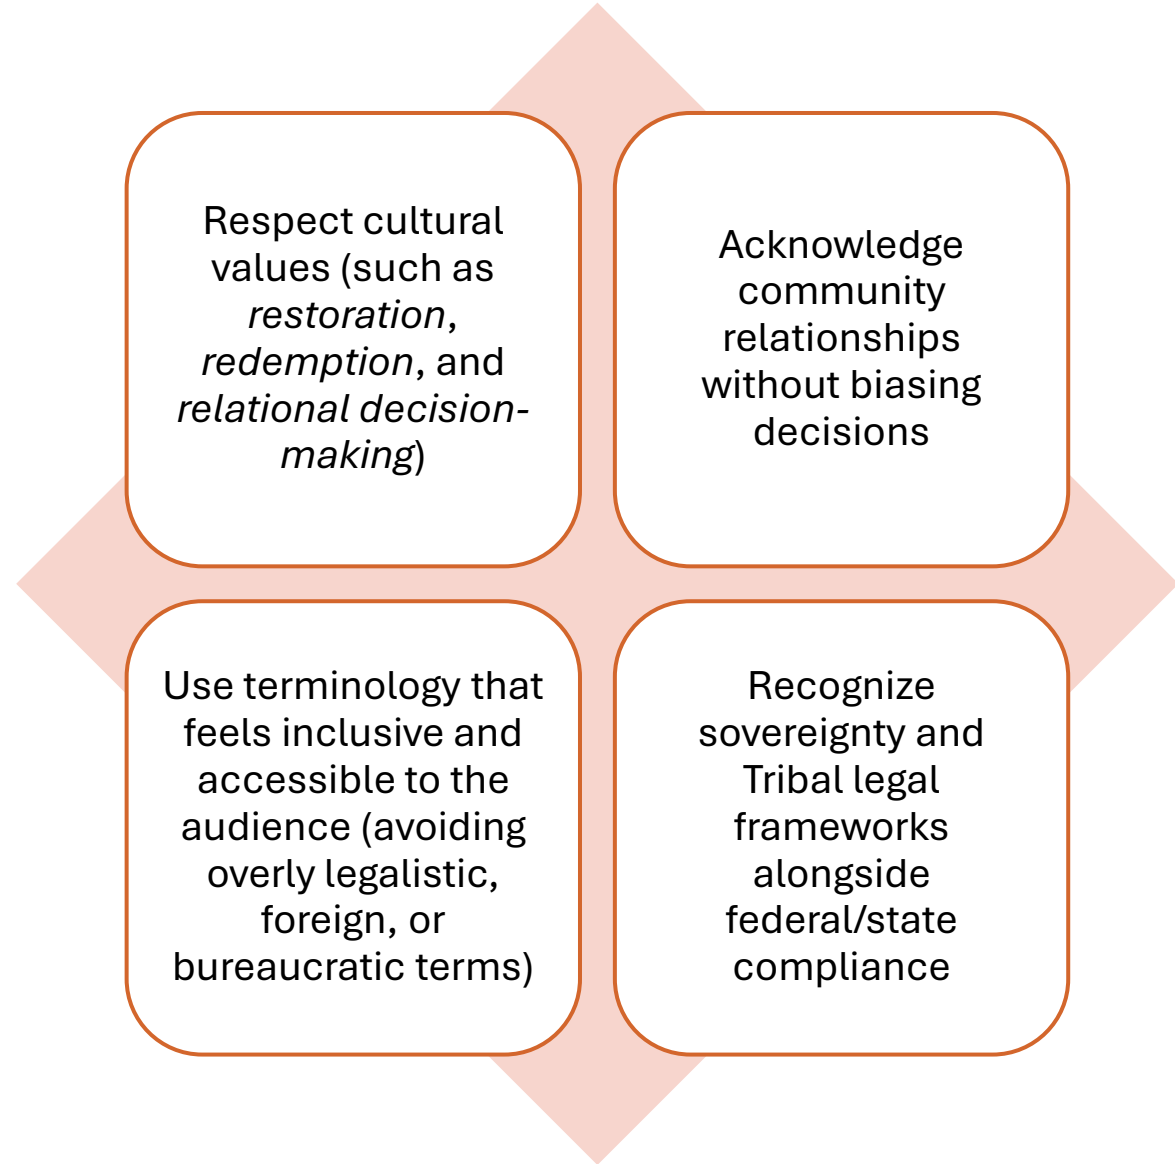 Respect cultural
values (such as
restoration,
redemption, and
relational decision-
making)
Acknowledge
community
relationships
without biasing
decisions
Use terminology that
feels inclusive and
accessible to the
audience (avoiding
overly legalistic,
foreign, or
bureaucratic terms)
Recognize
sovereignty and
Tribal legal
frameworks
alongside
federal/state
compliance